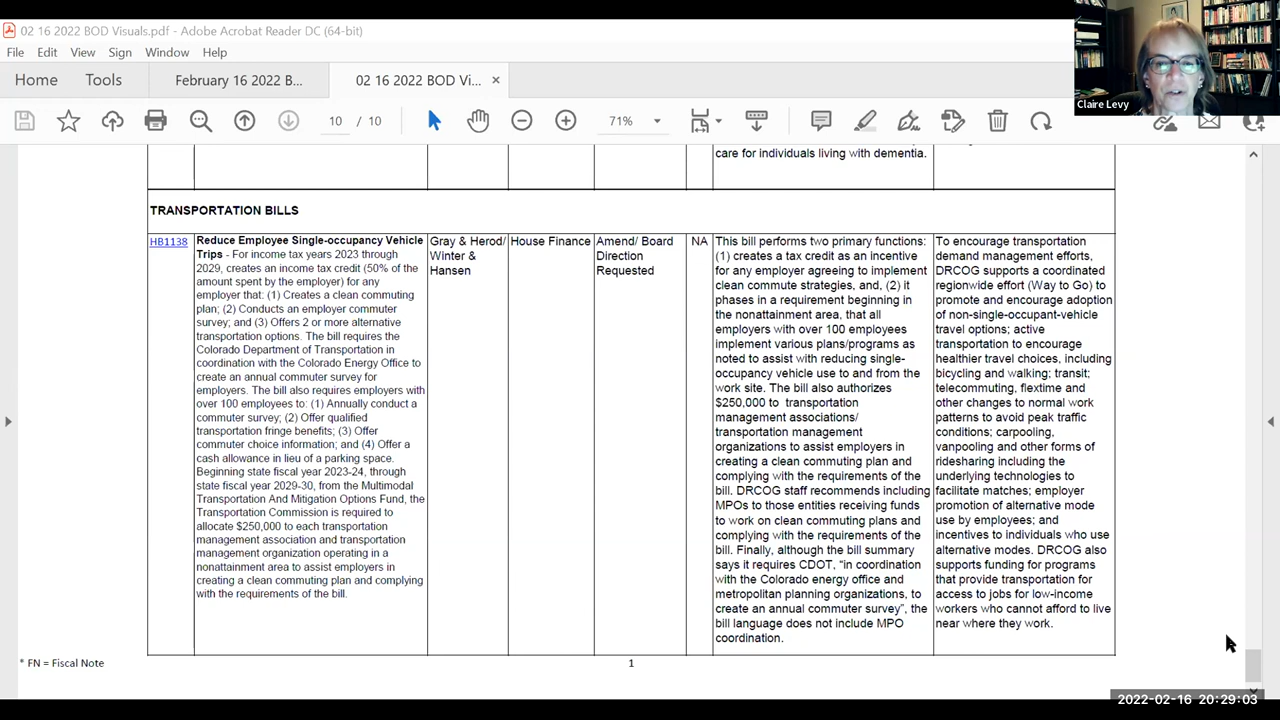 02 16 2022 BOD Visuals.pdf - Adobe Acrobat Reader DC (64-bit)
File Edit View Sign Window Help
Home Tools February 16 2022 B... 02 16 2022 BOD Visu... ×
10 / 10 71%
Claire Levy
care for individuals living with dementia.
TRANSPORTATION BILLS
HB1138
Reduce Employee Single-occupancy Vehicle
Trips - For income tax years 2023 through
2029, creates an income tax credit (50% of the
amount spent by the employer) for any
employer that: (1) Creates a clean commuting
plan; (2) Conducts an employer commuter
survey; and (3) Offers 2 or more alternative
transportation options. The bill requires the
Colorado Department of Transportation in
coordination with the Colorado Energy Office to
create an annual commuter survey for
employers. The bill also requires employers with
over 100 employees to: (1) Annually conduct a
commuter survey; (2) Offer qualified
transportation fringe benefits; (3) Offer
commuter choice information; and (4) Offer a
cash allowance in lieu of a parking space.
Beginning state fiscal year 2023-24, through
state fiscal year 2029-30, from the Multimodal
Transportation And Mitigation Options Fund, the
Transportation Commission is required to
allocate $250,000 to each transportation
management association and transportation
management organization operating in a
nonattainment area to assist employers in
creating a clean commuting plan and complying
with the requirements of the bill.
Gray & Herod/
Winter &
Hansen
House Finance
Amend/ Board
Direction
Requested
NA
This bill performs two primary functions:
(1) creates a tax credit as an incentive
for any employer agreeing to implement
clean commute strategies, and, (2) it
phases in a requirement beginning in
the nonattainment area, that all
employers with over 100 employees
implement various plans/programs as
noted to assist with reducing single-
occupancy vehicle use to and from the
work site. The bill also authorizes
$250,000 to transportation
management associations/
transportation management
organizations to assist employers in
creating a clean commuting plan and
complying with the requirements of the
bill. DRCOG staff recommends including
MPOs to those entities receiving funds
to work on clean commuting plans and
complying with the requirements of the
bill. Finally, although the bill summary
says it requires CDOT, “in coordination
with the Colorado energy office and
metropolitan planning organizations, to
create an annual commuter survey”, the
bill language does not include MPO
coordination.
To encourage transportation
demand management efforts,
DRCOG supports a coordinated
regionwide effort (Way to Go) to
promote and encourage adoption
of non-single-occupant-vehicle
travel options; active
transportation to encourage
healthier travel choices, including
bicycling and walking; transit;
telecommuting, flextime and
other changes to normal work
patterns to avoid peak traffic
conditions; carpooling,
vanpooling and other forms of
ridesharing including the
underlying technologies to
facilitate matches; employer
promotion of alternative mode
use by employees; and
incentives to individuals who use
alternative modes. DRCOG also
supports funding for programs
that provide transportation for
access to jobs for low-income
workers who cannot afford to live
near where they work.
* FN = Fiscal Note
1
2022-02-16 20:29:03